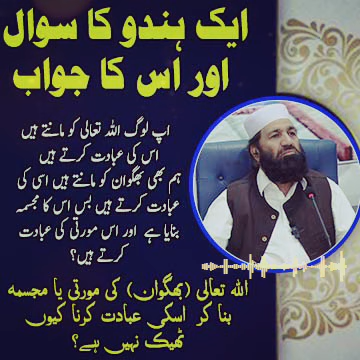 ایک ہندو کا سوال
اور اس کا جواب
اپ لوگ اللہ تعالی کو مانتے ہیں
اس کی عبادت کرتے ہیں
ہم بھی بھگوان کو مانتے ہیں اسی کی
عبادت کرتے ہیں بس اس کا مجسمہ
بنایا ہے اور اس مورتی کی عبادت
کرتے ہیں؟
اللہ تعالی (بھگوان) کی مورتی یا مجسمہ
بنا کر اسکی عبادت کرنا کیوں
ٹھیک نہیں ہے؟